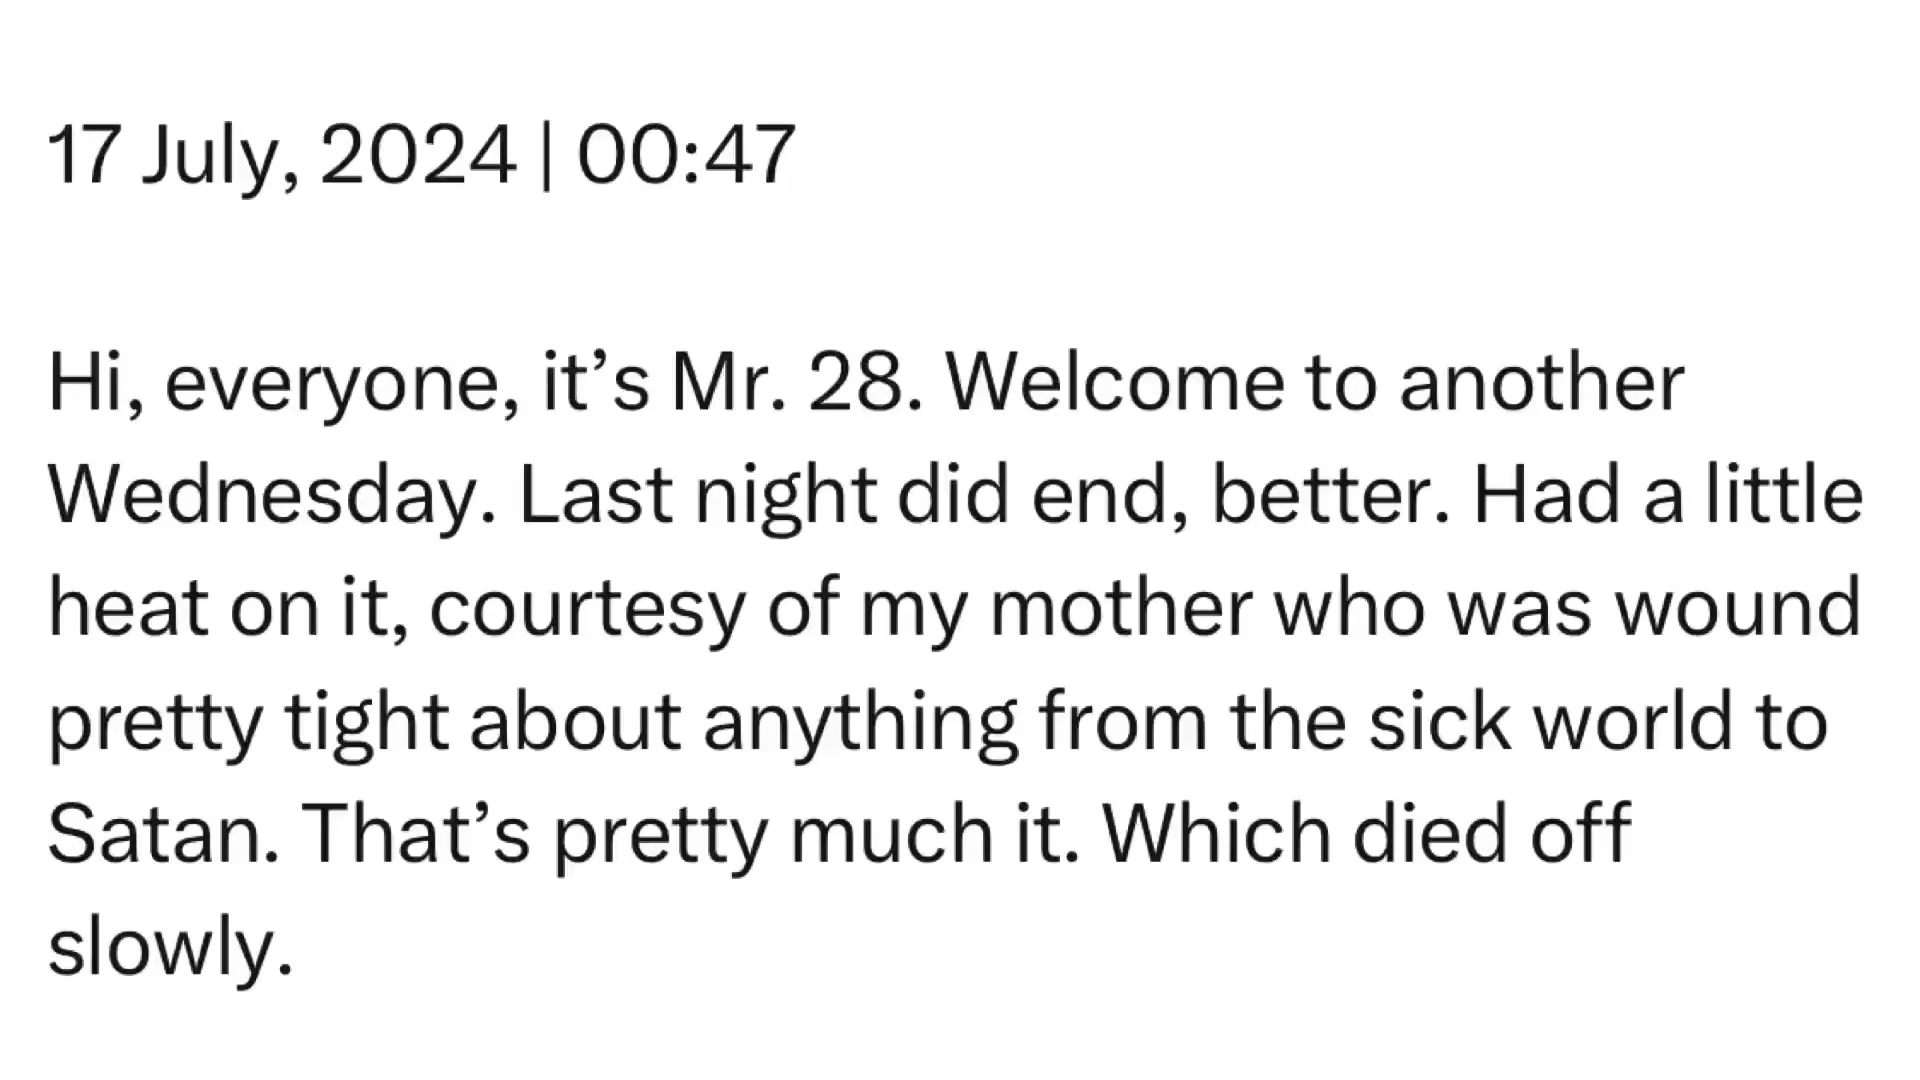 17 July, 2024 | 00:47
Hi, everyone, it’s Mr. 28. Welcome to another
Wednesday. Last night did end, better. Had a little
heat on it, courtesy of my mother who was wound
pretty tight about anything from the sick world to
Satan. That’s pretty much it. Which died off
slowly.